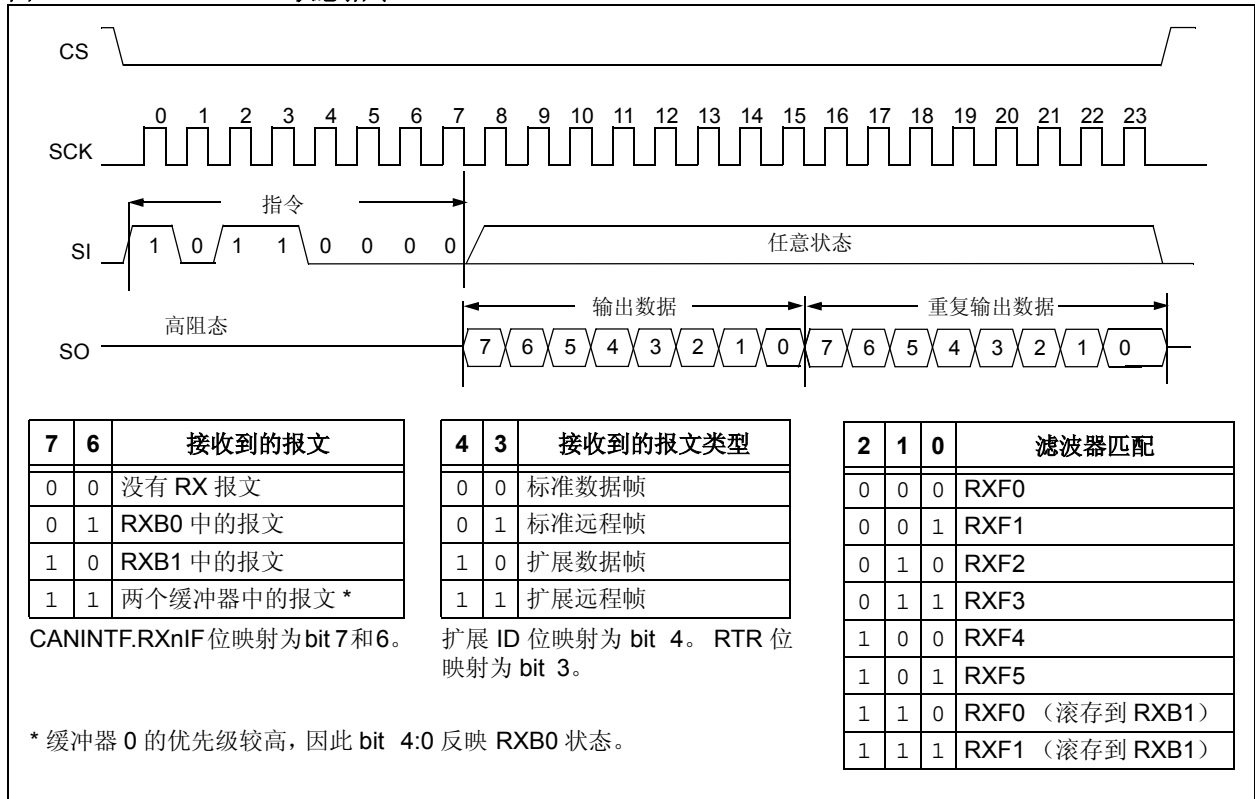 CS
0 1 2 3 4 5 6 7 8 9 10 11 12 13 14 15 16 17 18 19 20 21 22 23
SCK
指令
SI 1 0 1 1 0 0 0 0 任意状态
输出数据 重复输出数据
高阻态
SO 7 6 5 4 3 2 1 0 7 6 5 4 3 2 1 0
7 6 接收到的报文
0 0 没有 RX 报文
0 1 RXB0 中的报文
1 0 RXB1 中的报文
1 1 两个缓冲器中的报文 *
CANINTF.RXnIF 位映射为 bit 7 和 6。
4 3 接收到的报文类型
0 0 标准数据帧
0 1 标准远程帧
1 0 扩展数据帧
1 1 扩展远程帧
扩展 ID 位映射为 bit 4。 RTR 位
映射为 bit 3。
2 1 0 滤波器匹配
0 0 0 RXF0
0 0 1 RXF1
0 1 0 RXF2
0 1 1 RXF3
1 0 0 RXF4
1 0 1 RXF5
1 1 0 RXF0 （滚存到 RXB1）
1 1 1 RXF1 （滚存到 RXB1）
* 缓冲器 0 的优先级较高，因此 bit 4:0 反映 RXB0 状态。